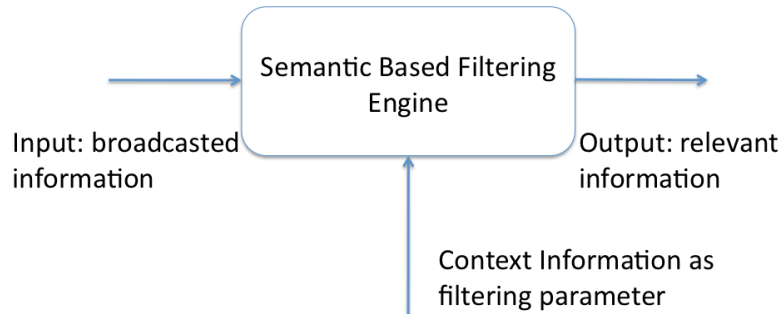 Semantic Based Filtering
Engine
Input: broadcasted
information
Output: relevant
information
Context Information as
filtering parameter